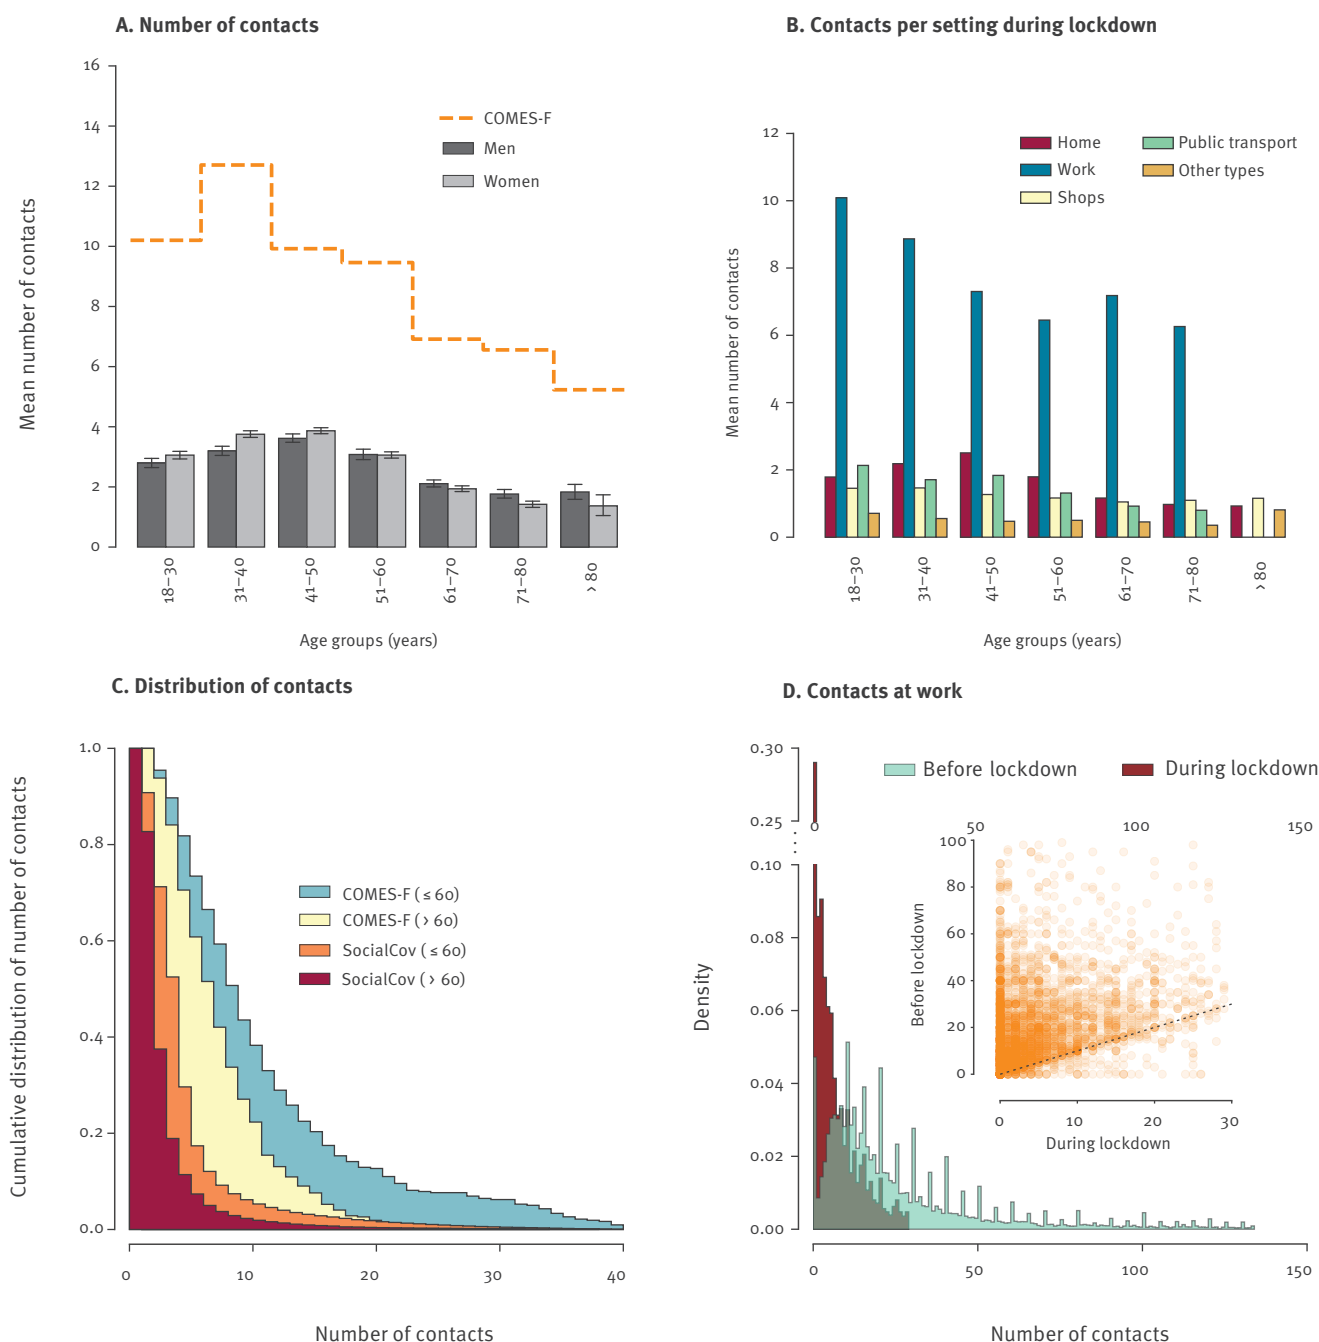 A. Number of contacts
16
14
12
10
8
6
4
2
0
Mean number of contacts
COMES-F
Men
Women
18–30
31–40
41–50
51–60
61–70
71–80
> 80
Age groups (years)
B. Contacts per setting during lockdown
12
10
8
6
4
2
0
Mean number of contacts
Home
Work
Shops
Public transport
Other types
18–30
31–40
41–50
51–60
61–70
71–80
> 80
Age groups (years)
C. Distribution of contacts
1.0
0.8
0.6
0.4
0.2
0.0
Cumulative distribution of number of contacts
COMES-F (≤ 60)
COMES-F (> 60)
SocialCov (≤ 60)
SocialCov (> 60)
0 10 20 30 40
Number of contacts
D. Contacts at work
0.30
0.25
0.10
0.08
0.06
0.04
0.02
0.00
Density
Before lockdown
During lockdown
0 50 100 150
100
80
60
40
20
0
Before lockdown
0 10 20 30
During lockdown
0 50 100 150
Number of contacts